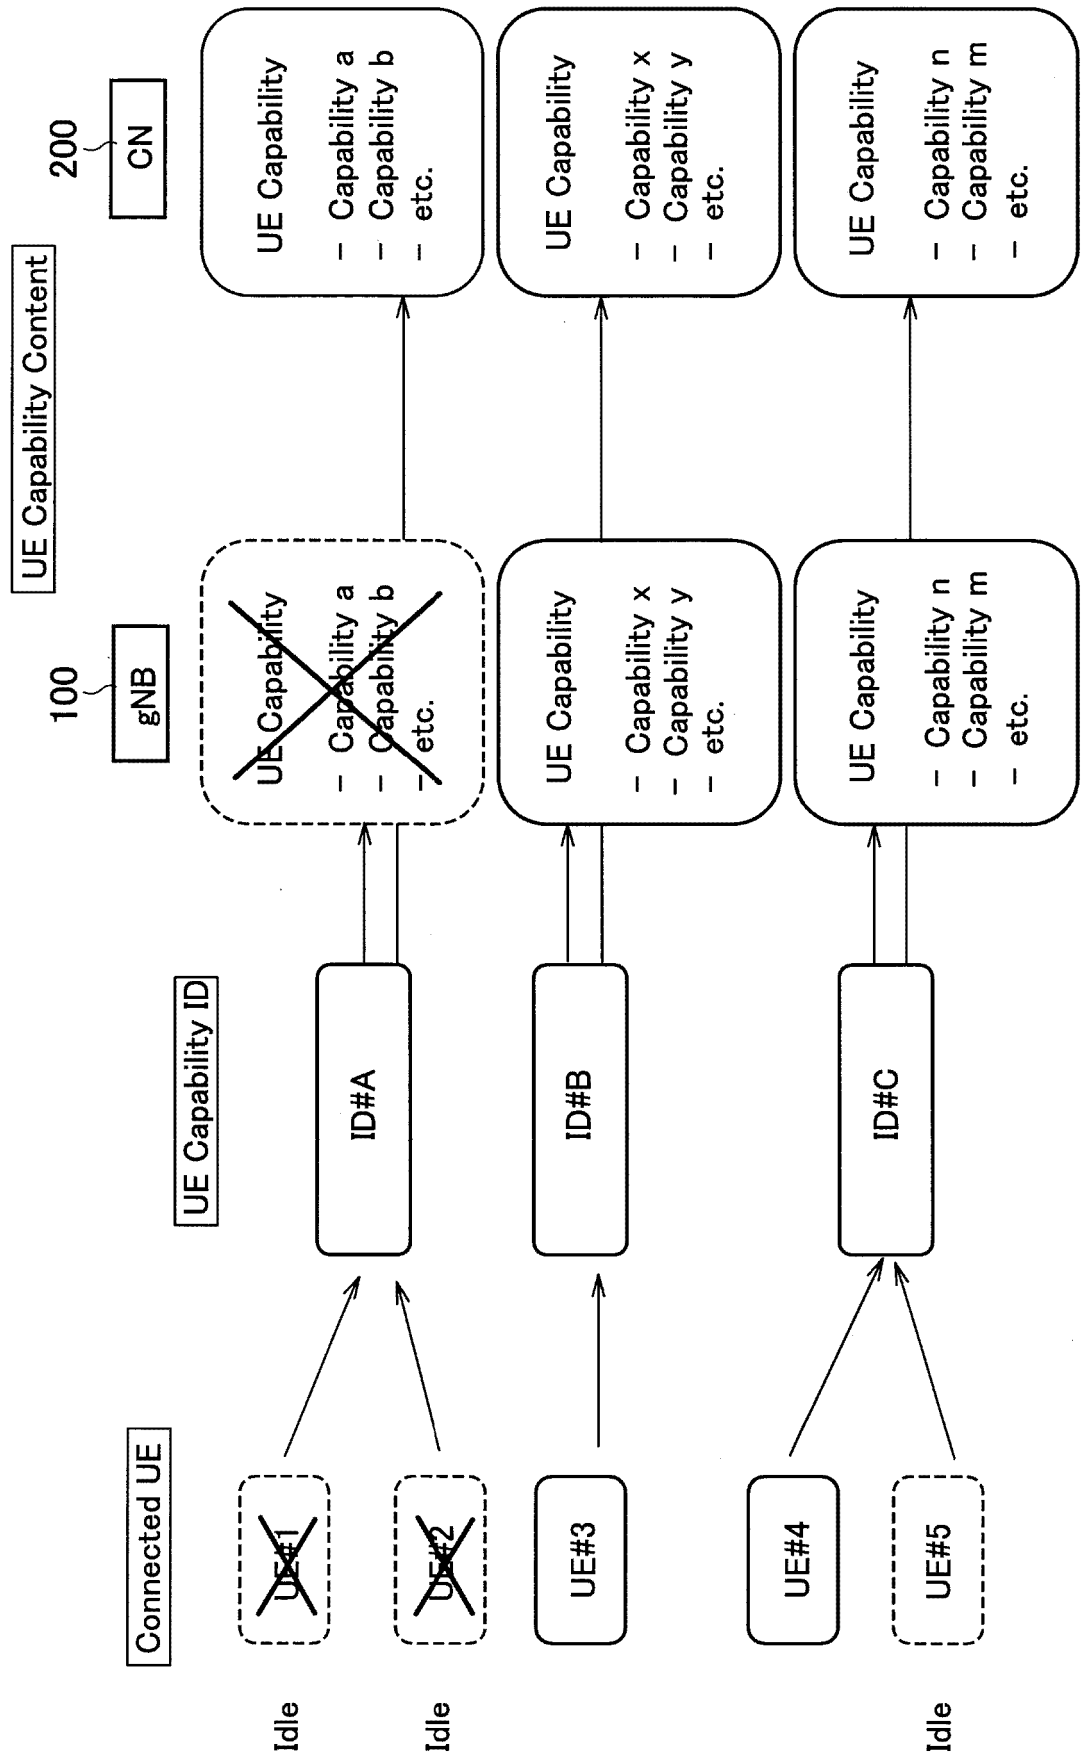 UE Capability Content
100
gNB
200
CN
Connected UE
UE Capability ID
Idle
UE#1
Idle
UE#2
ID#A
UE Capability
– Capability a
– Capability b
– etc.
UE Capability
– Capability a
– Capability b
– etc.
UE#3
ID#B
UE Capability
– Capability x
– Capability y
– etc.
UE Capability
– Capability x
– Capability y
– etc.
UE#4
Idle
UE#5
ID#C
UE Capability
– Capability n
– Capability m
– etc.
UE Capability
– Capability n
– Capability m
– etc.